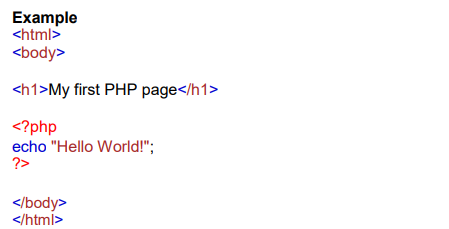 Example
<html>
<body>
<h1>My first PHP page</h1>
<?php
echo "Hello World!";
?>
</body>
</html>